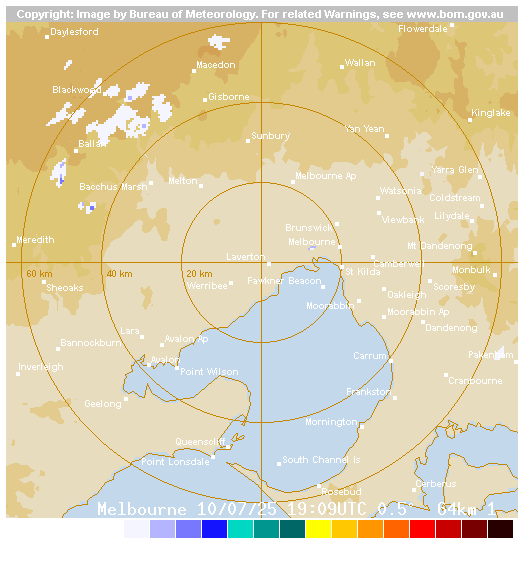 Copyright: Image by Bureau of Meteorology. For related Warnings, see www.bom.gov.au
Daylesford
Flowerdale
Macedon
Wallan
Blackwood
Gisborne
Kinglake
Yan Yean
Sunbury
Ballan
Yarra Glen
Melbourne Ap
Melton
Bacchus Marsh
Watsonia
Coldstream
Viewbank
Lilydale
Brunswick
Meredith
Melbourne
Mt Dandenong
Laverton
Camberwell
60 km
40 km
20 km
St Kilda
Monbulk
Werribee
Fawkner Beacon
Scoresby
Sheoaks
Oakleigh
Moorabbin
Moorabbin Ap
Dandenong
Lara
Avalon Ap
Bannockburn
Avalon
Carrum
Pakenham
Inverleigh
Point Wilson
Cranbourne
Frankston
Geelong
Mornington
Queenscliff
Point Lonsdale
South Channel Is
Cerberus
Rosebud
Melbourne 10/07/25 19:09UTC 0.5° 64km 1